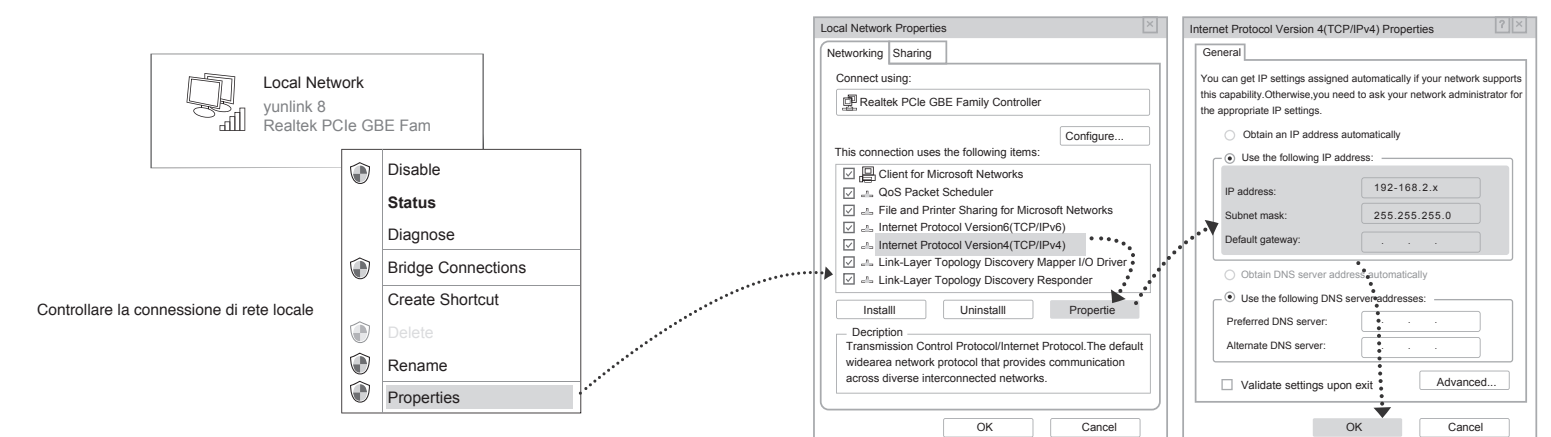 Controllare la connessione di rete locale
Local Network
yunlink 8
Realtek PCIe GBE Fam
Disable
Status
Diagnose
Bridge Connections
Create Shortcut
Delete
Rename
Properties
Local Network Properties
Networking Sharing
Connect using:
Realtek PCIe GBE Family Controller
Configure...
This connection uses the following items:
Client for Microsoft Networks
QoS Packet Scheduler
File and Printer Sharing for Microsoft Networks
Internet Protocol Version6(TCP/IPv6)
Internet Protocol Version4(TCP/IPv4)
Link-Layer Topology Discovery Mapper I/O Driver
Link-Layer Topology Discovery Responder
Installl Uninstalll Propertie
Decription
Transmission Control Protocol/Internet Protocol.The default
widearea network protocol that provides communication
across diverse interconnected networks.
OK Cancel
Internet Protocol Version 4(TCP/IPv4) Properties
General
You can get IP settings assigned automatically if your network supports
this capability.Otherwise,you need to ask your network administrator for
the appropriate IP settings.
Obtain an IP address automatically
Use the following IP address:
IP address: 192-168.2.x
Subnet mask: 255.255.255.0
Default gateway: . . .
Obtain DNS server address automatically
Use the following DNS server addresses:
Preferred DNS server: . . .
Alternate DNS server: . . .
Validate settings upon exit Advanced...
OK Cancel